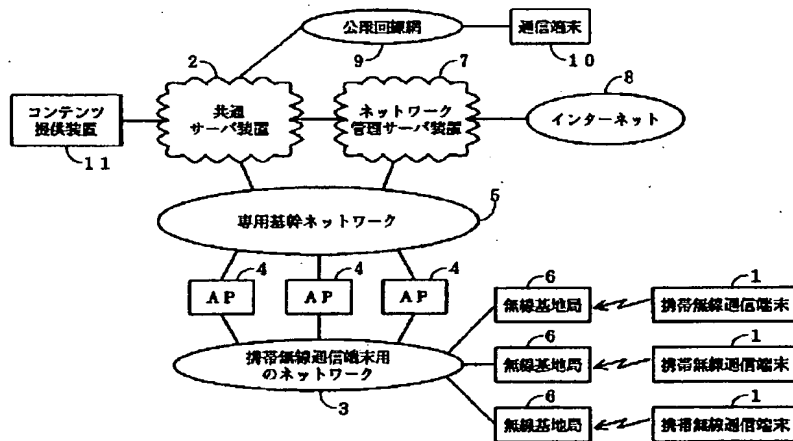 公衆回線網
通信端末
2
9
10
7
8
コンテンツ
提供装置
共通
サーバ装置
ネットワーク
管理サーバ装置
インターネット
11
5
専用基幹ネットワーク
4
4
4
AP
AP
AP
6
1
無線基地局
携帯無線通信端末
6
1
無線基地局
携帯無線通信端末
携帯無線通信端末用
のネットワーク
6
1
3
無線基地局
携帯無線通信端末